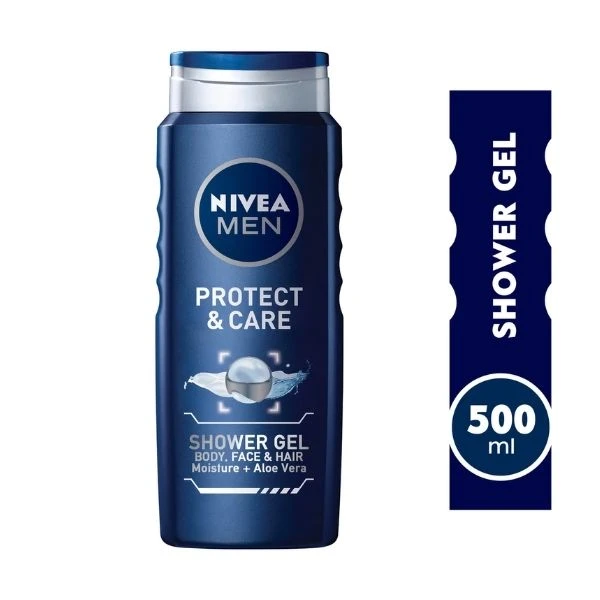 NIVEA
MEN
PROTECT
& CARE
SHOWER GEL
BODY, FACE & HAIR
Moisture + Aloe Vera
SHOWER GEL
500
ml